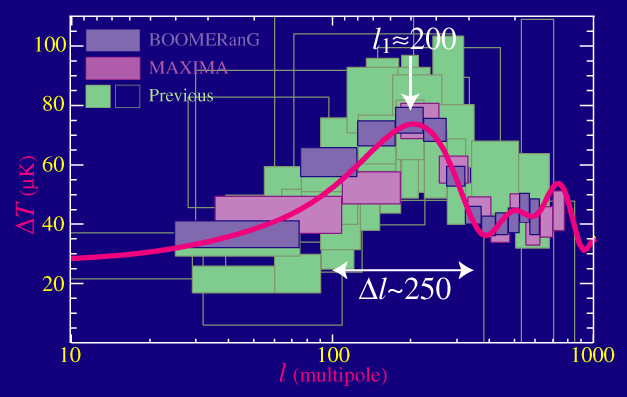 100
80
60
40
20
ΔT (μK)
BOOMERanG
MAXIMA
Previous
l₁≈200
Δl~250
10
100
1000
l (multipole)